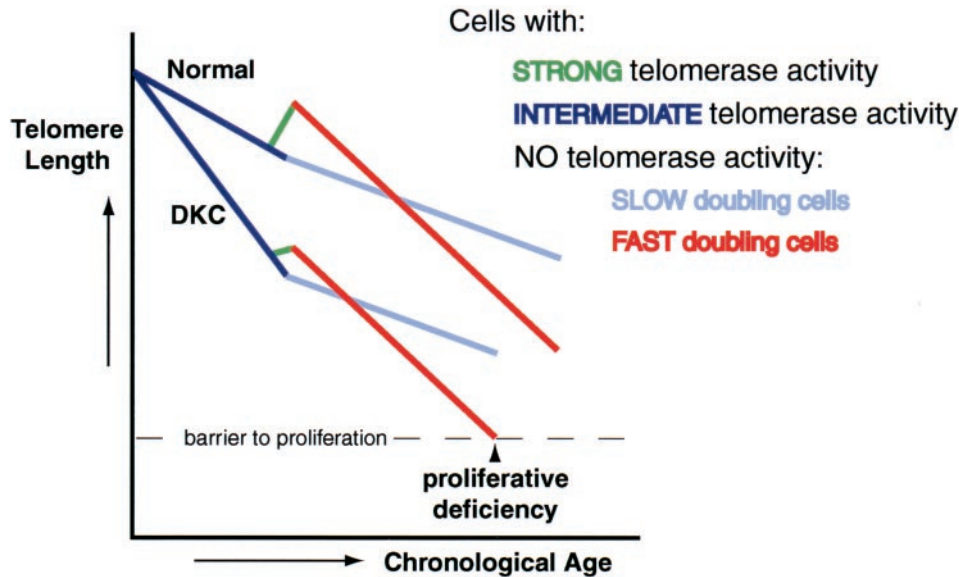 Cells with:
STRONG telomerase activity
INTERMEDIATE telomerase activity
NO telomerase activity:
SLOW doubling cells
FAST doubling cells
Normal
Telomere
Length
DKC
barrier to proliferation
proliferative
deficiency
Chronological Age